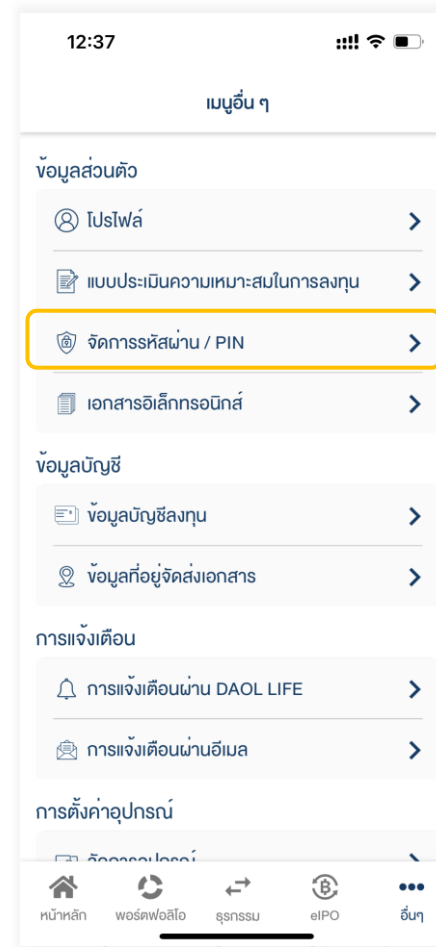 12:37
เมนูอื่น ๆ
ข้อมูลส่วนตัว
โปรไฟล์
แบบประเมินความเหมาะสมในการลงทุน
จัดการรหัสผ่าน / PIN
เอกสารอิเล็กทรอนิกส์
ข้อมูลบัญชี
ข้อมูลบัญชีลงทุน
ข้อมูลที่อยู่จัดส่งเอกสาร
การแจ้งเตือน
การแจ้งเตือนผ่าน DAOL LIFE
การแจ้งเตือนผ่านอีเมล
การตั้งค่าอุปกรณ์
จัดการอุปกรณ์
หน้าหลัก พอร์ตฟอลิโอ ธุรกรรม eIPO อื่นๆ